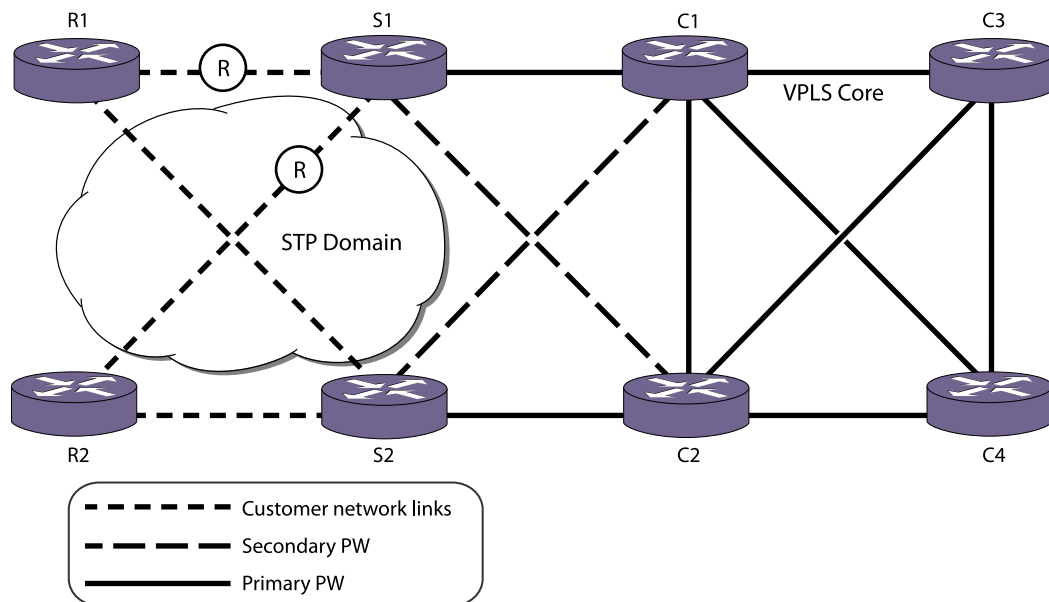 R1
S1
C1
C3
R
VPLS Core
R
STP Domain
R2
S2
C2
C4
Customer network links
Secondary PW
Primary PW